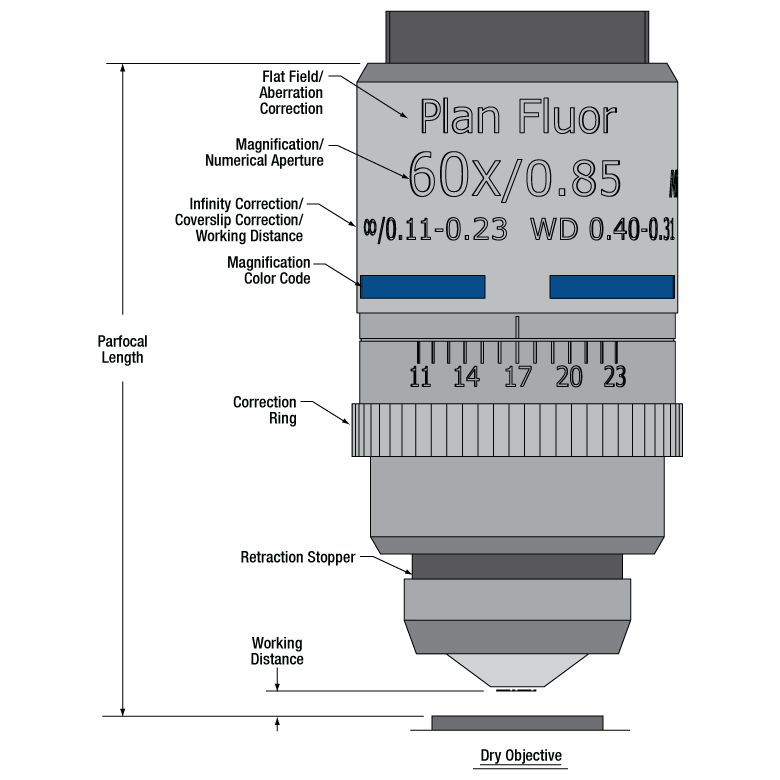 Flat Field/
Aberration
Correction
Plan Fluor
Magnification/
Numerical Aperture
60x/0.85
Infinity Correction/
Coverslip Correction/
Working Distance
∞/0.11-0.23 WD 0.40-0.31
Magnification
Color Code
Parfocal
Length
11 14 17 20 23
Correction
Ring
Retraction Stopper
Working
Distance
Dry Objective